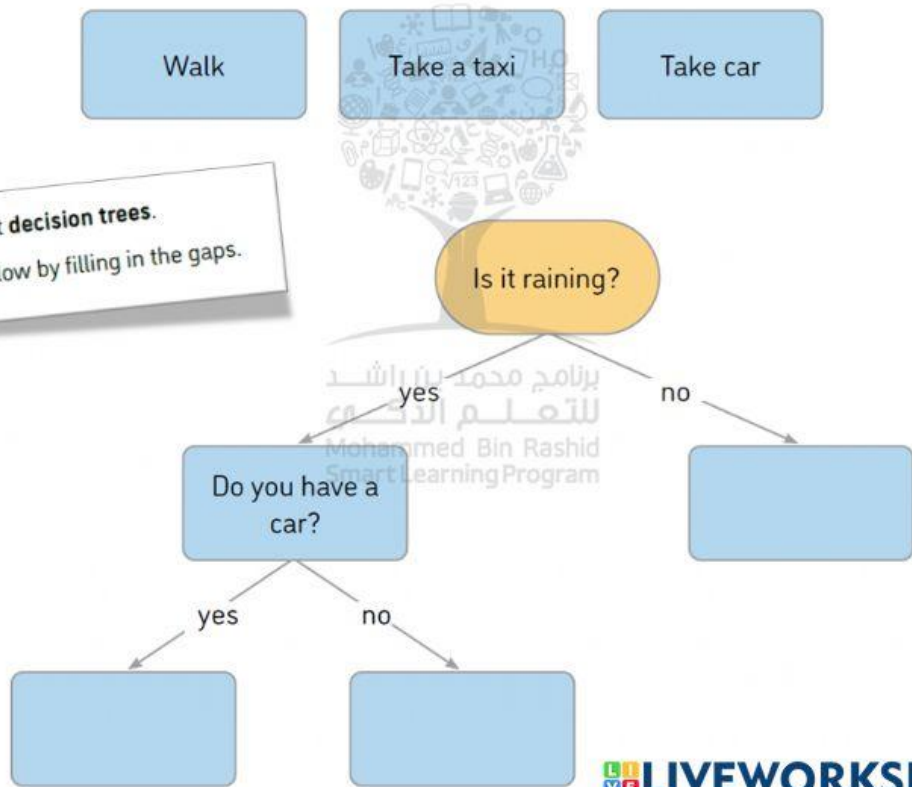 Walk
Take a taxi
Take car
decision trees.
low by filling in the gaps.
Is it raining?
برنامج محمد بن راشد
للتعلم الذكي
Mohammed Bin Rashid
Smart Learning Program
yes
no
Do you have a
car?
yes
no